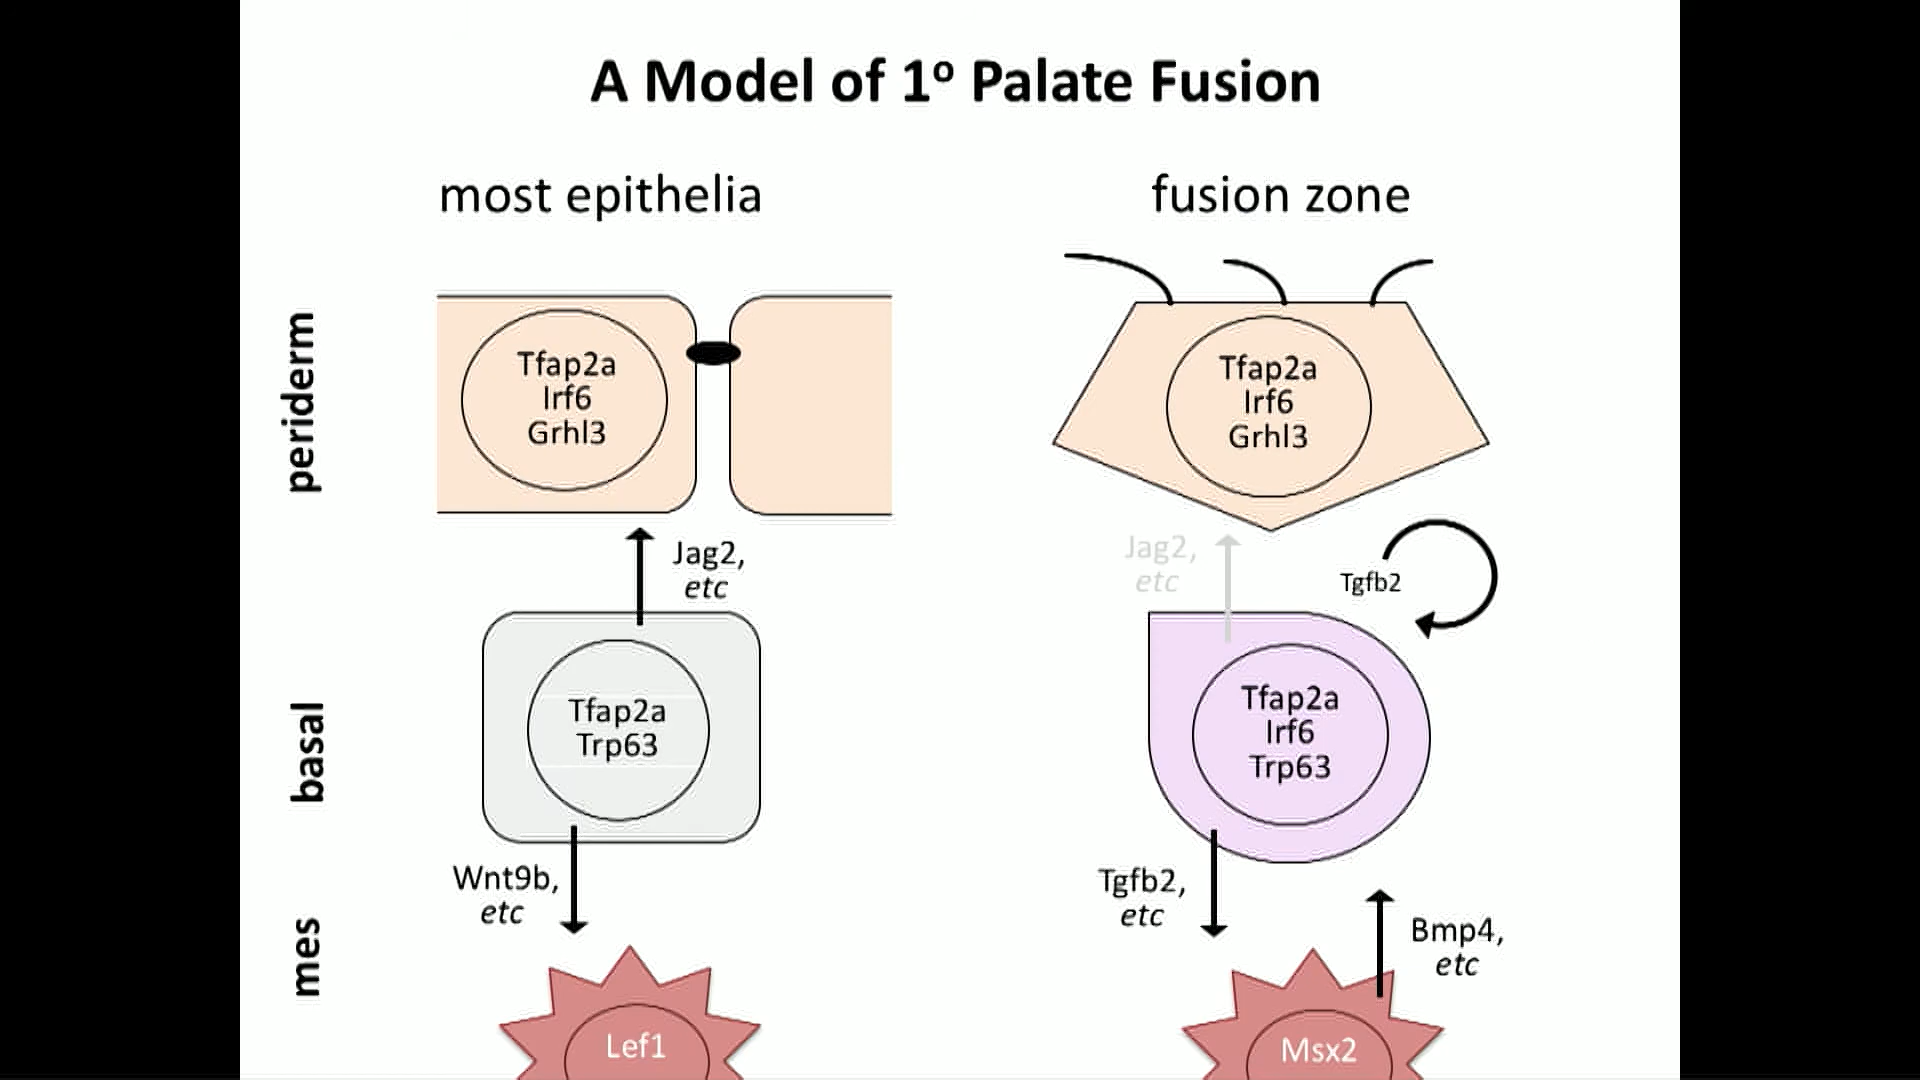 A Model of 1º Palate Fusion
most epithelia
fusion zone
periderm
Tfap2a
Irf6
Grhl3
Tfap2a
Irf6
Grhl3
Jag2,
etc
Jag2,
etc
Tgfb2
basal
Tfap2a
Trp63
Tfap2a
Irf6
Trp63
mes
Wnt9b,
etc
Tgfb2,
etc
Bmp4,
etc
Lef1
Msx2